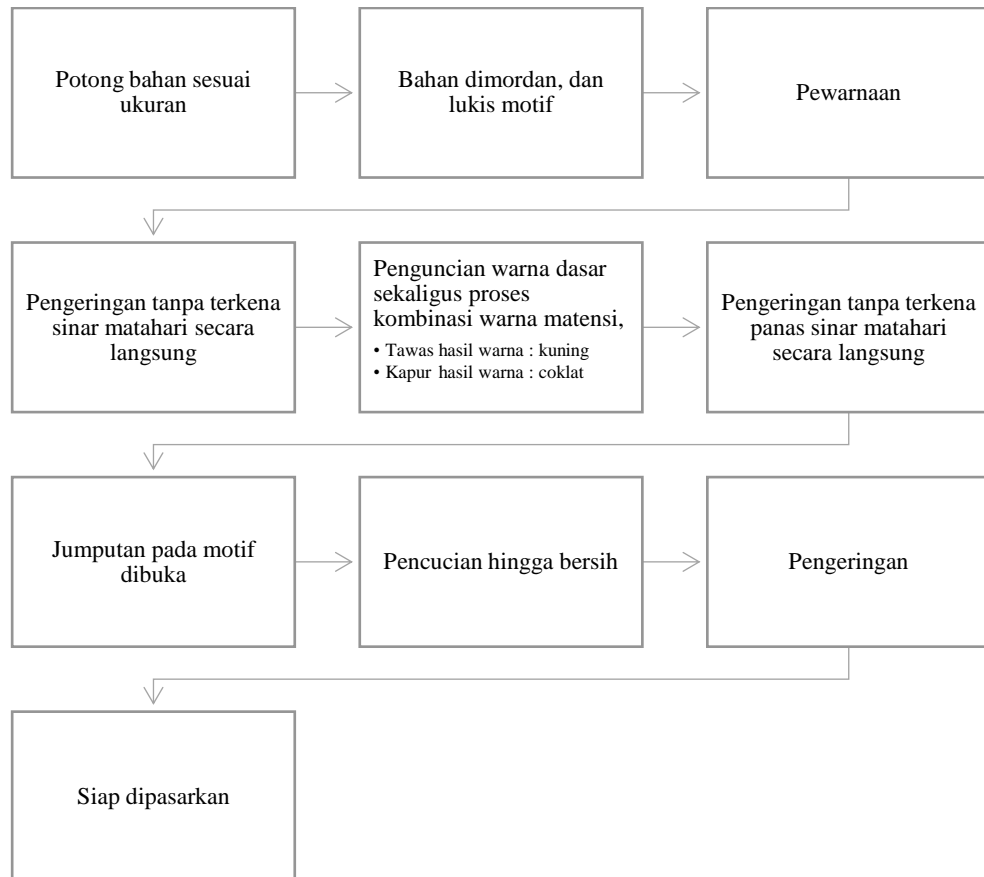 Potong bahan sesuai
ukuran
Bahan dimordan, dan
lukis motif
Pewarnaan
Pengeringan tanpa terkena
sinar matahari secara
langsung
Penguncian warna dasar
sekaligus proses
kombinasi warna matensi,
• Tawas hasil warna : kuning
• Kapur hasil warna : coklat
Pengeringan tanpa terkena
panas sinar matahari
secara langsung
Jumputan pada motif
dibuka
Pencucian hingga bersih
Pengeringan
Siap dipasarkan